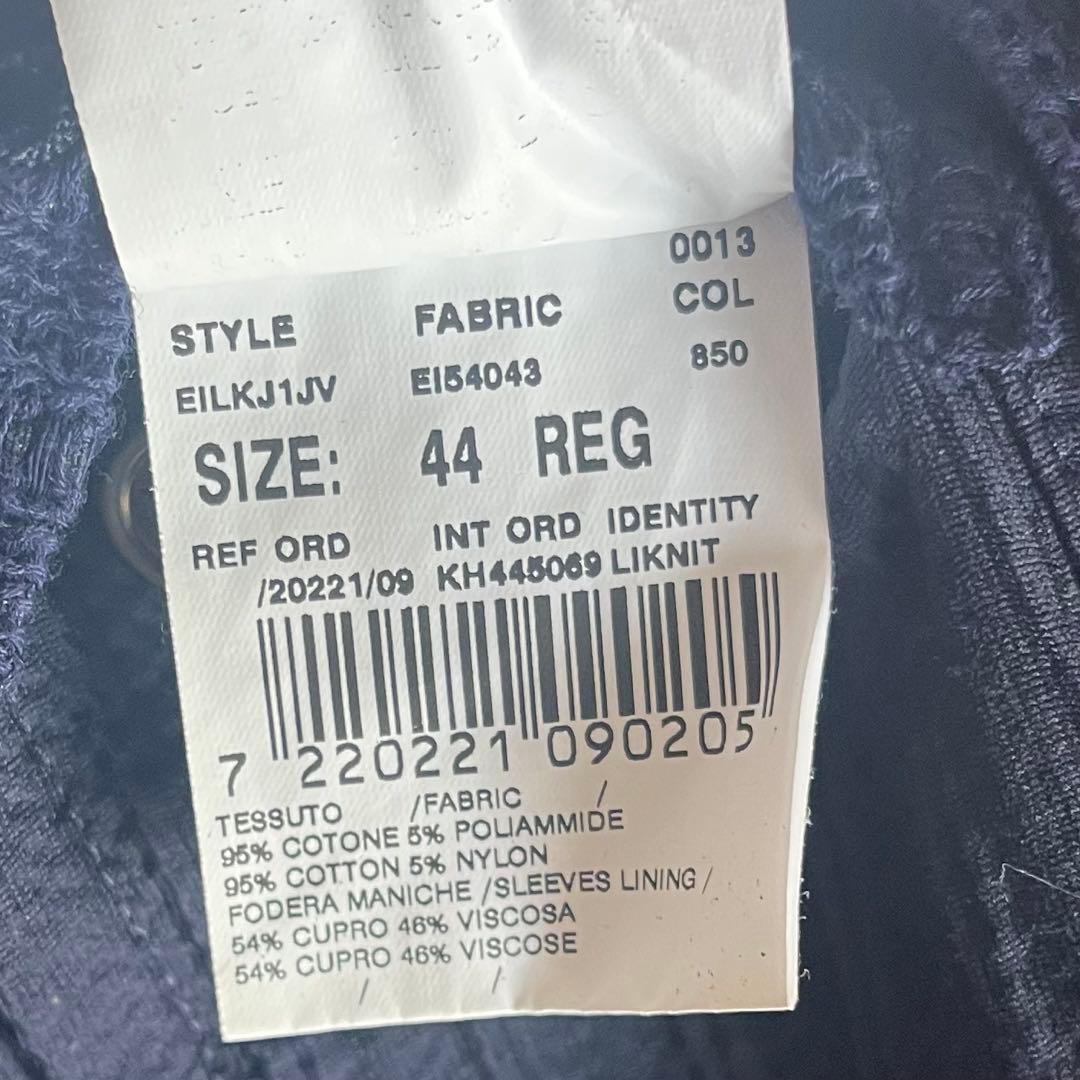 0013
STYLE FABRIC COL
EILKJ1JV EI54043 850
SIZE: 44 REG
REF ORD INT ORD IDENTITY
/20221/09 KH445069 LIKNIT
7 220221 090205
TESSUTO /FABRIC /
95% COTONE 5% POLIAMMIDE
95% COTTON 5% NYLON
FODERA MANICHE /SLEEVES LINING /
54% CUPRO 46% VISCOSA
54% CUPRO 46% VISCOSE
/ /